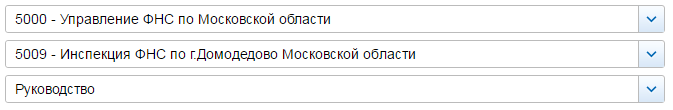 5000 - Управление ФНС по Московской области
5009 - Инспекция ФНС по г.Домодедово Московской области
Руководство